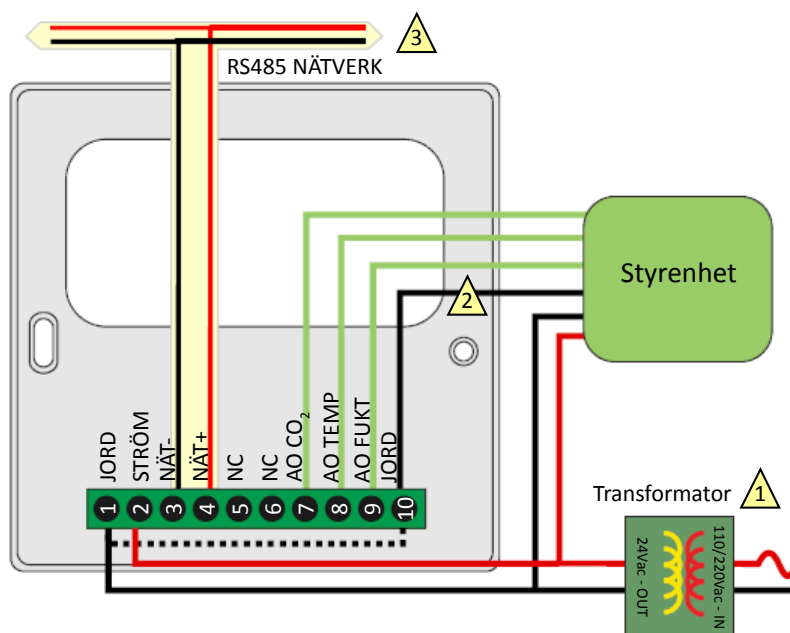 3
RS485 NÄTVERK
Styrenhet
2
JORD
STRÖM
NÄT-
NÄT+
NC
NC
AO CO₂
AO TEMP
AO FUKT
JORD
1 2 3 4 5 6 7 8 9 10
Transformator
1
24Vac - OUT
110/220Vac - IN